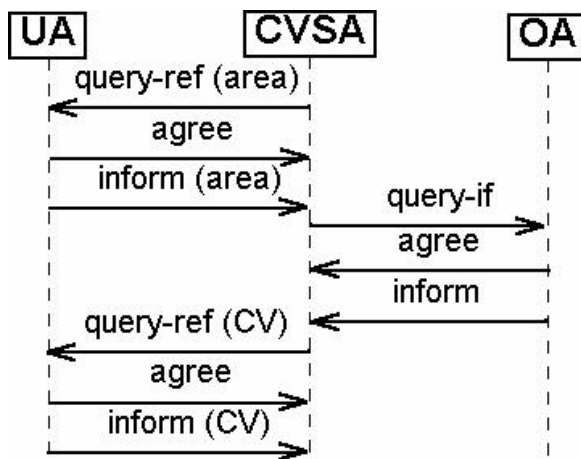 UA CVSA OA
query-ref (area)
agree
inform (area)
query-if
agree
inform
query-ref (CV)
agree
inform (CV)